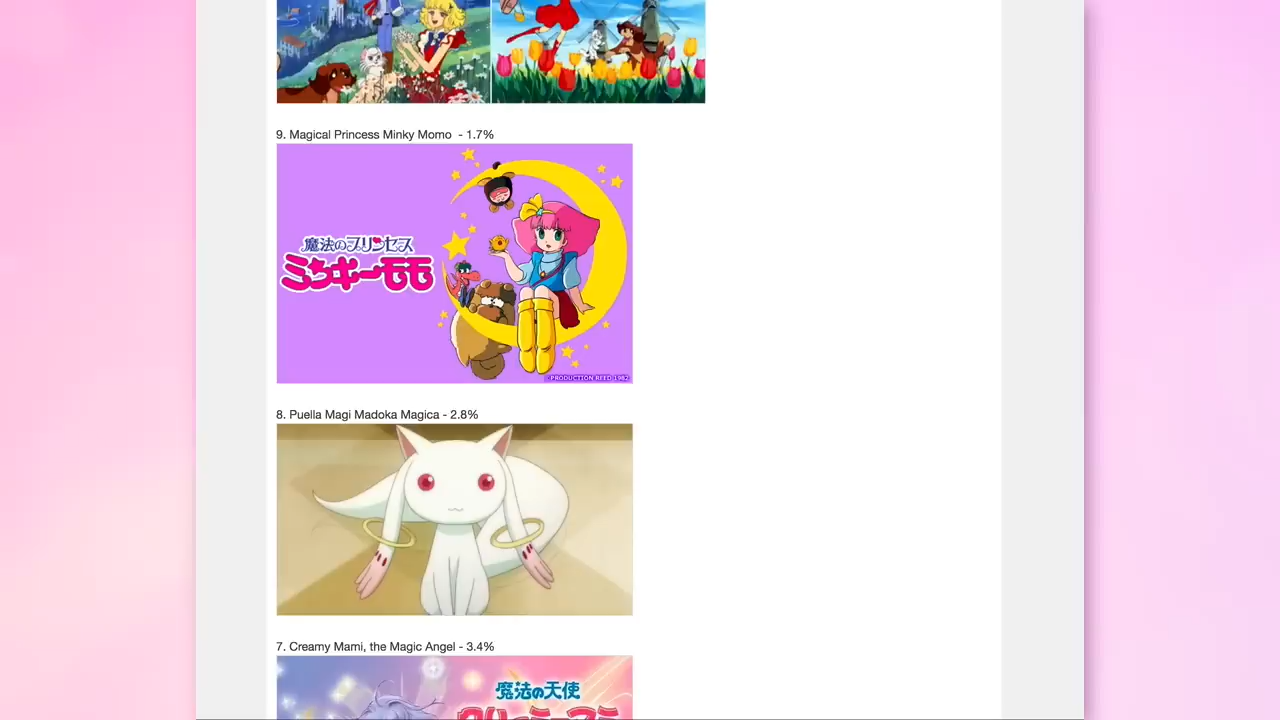 9. Magical Princess Minky Momo - 1.7%
魔法のプリンセス
ミンキーモモ
©PRODUCTION REED 1982
8. Puella Magi Madoka Magica - 2.8%
7. Creamy Mami, the Magic Angel - 3.4%
魔法の天使